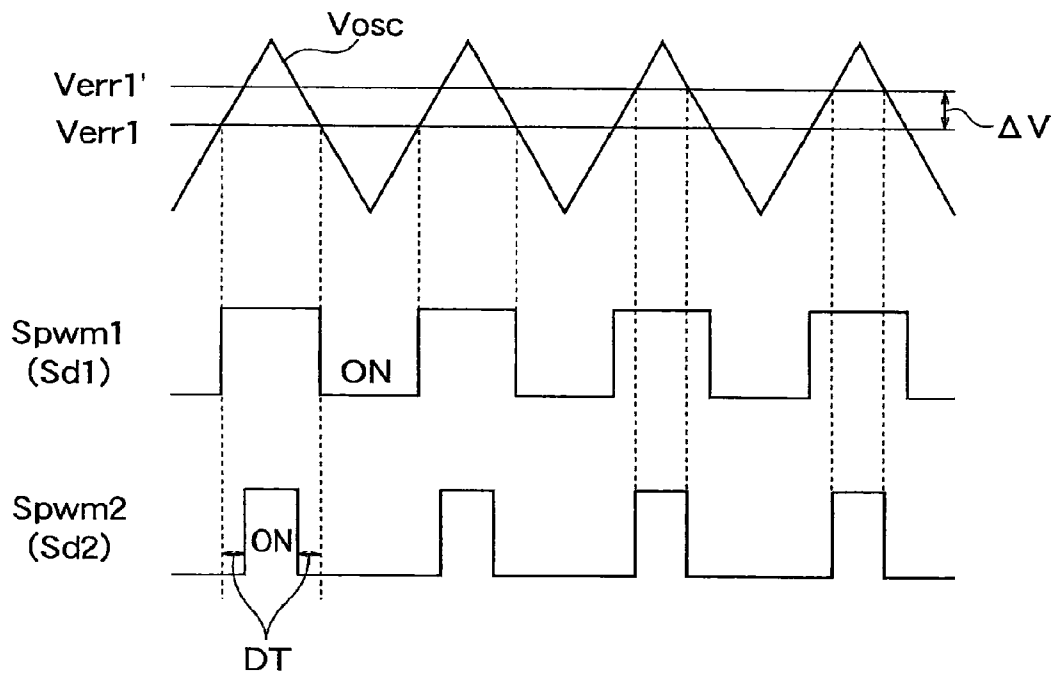 Vosc
Verr1'
Verr1
ΔV
Spwm1
(Sd1)
ON
Spwm2
(Sd2)
ON
DT